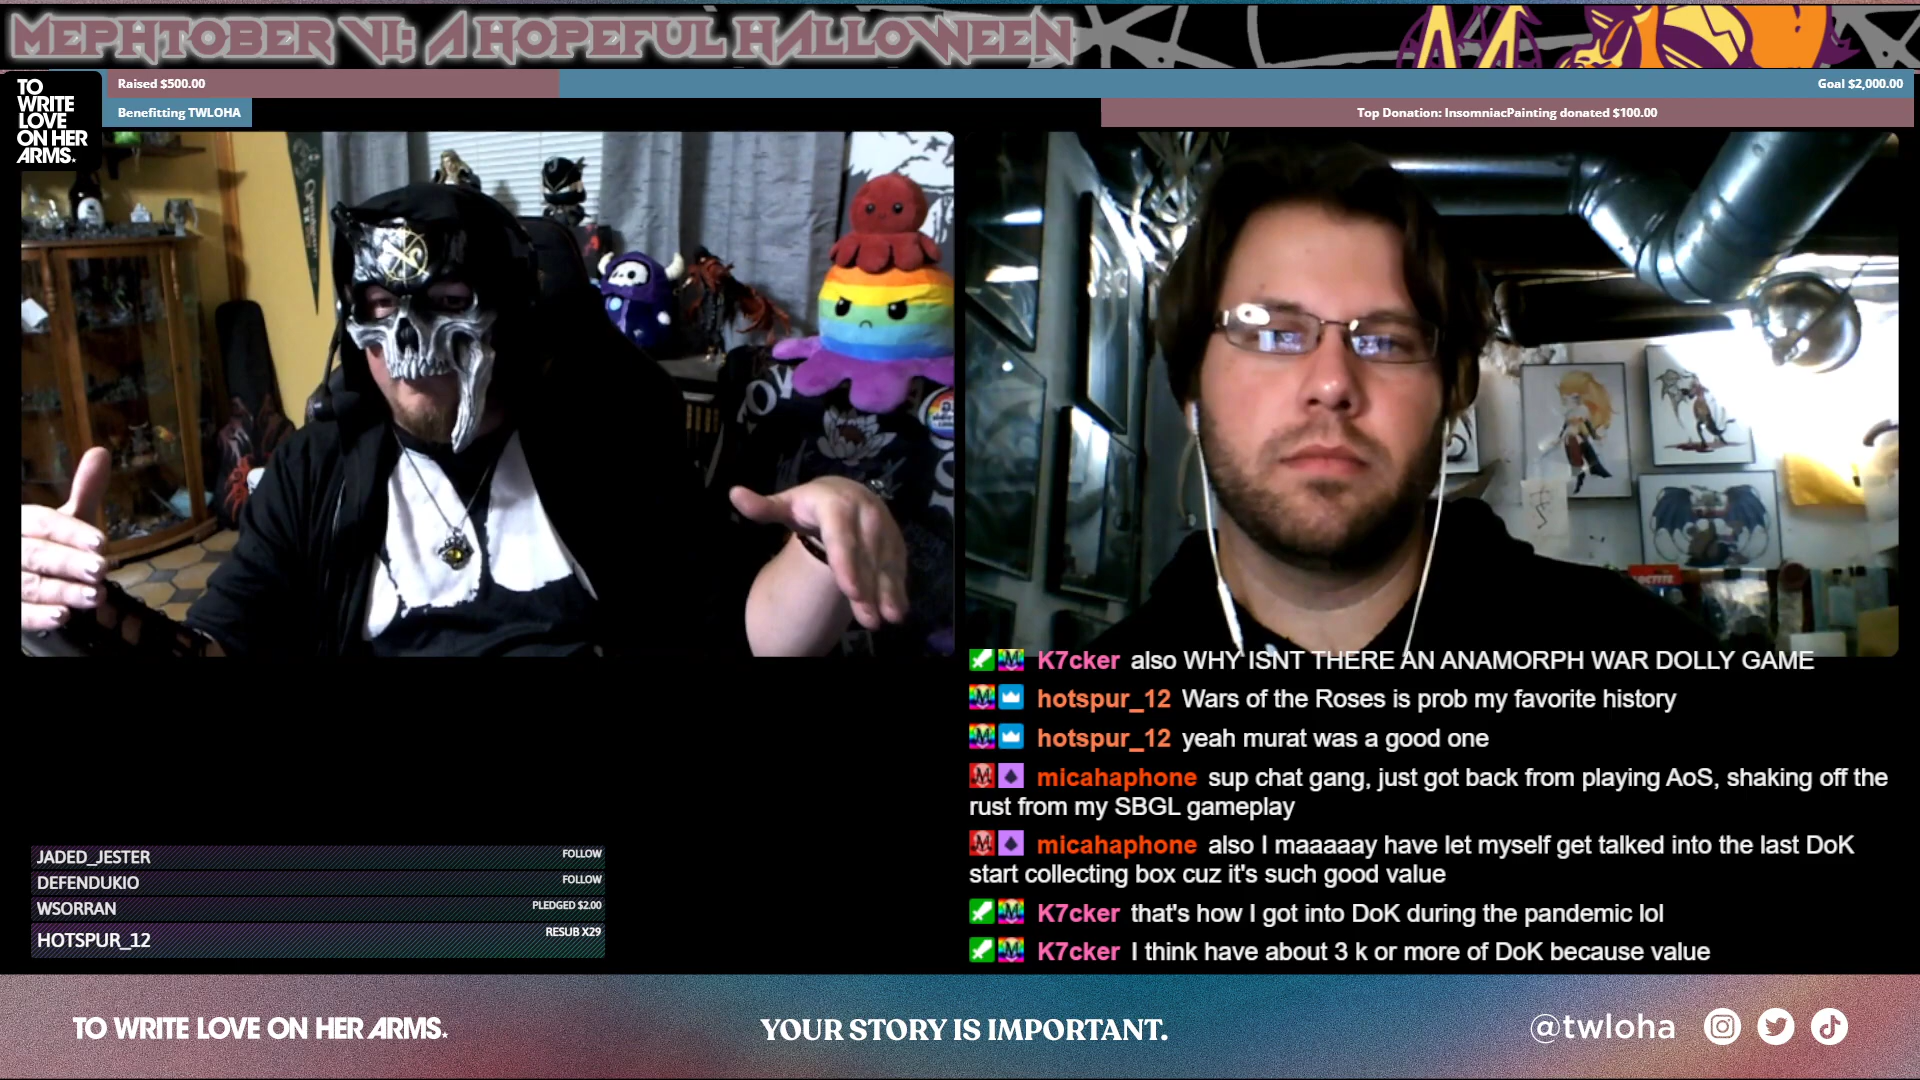 MEPHTOBER VI: A HOPEFUL HALLOWEEN
TO
WRITE
LOVE
ON HER
ARMS.
Raised $500.00
Goal $2,000.00
Benefitting TWLOHA
Top Donation: InsomniacPainting donated $100.00
LOCTITE
K7cker also WHY ISNT THERE AN ANAMORPH WAR DOLLY GAME
hotspur_12 Wars of the Roses is prob my favorite history
hotspur_12 yeah murat was a good one
micahaphone sup chat gang, just got back from playing AoS, shaking off the
rust from my SBGL gameplay
micahaphone also I maaaaay have let myself get talked into the last DoK
start collecting box cuz it's such good value
K7cker that's how I got into DoK during the pandemic lol
K7cker I think have about 3 k or more of DoK because value
JADED_JESTER FOLLOW
DEFENDUKIO FOLLOW
WSORRAN PLEDGED $2.00
HOTSPUR_12 RESUB X29
TO WRITE LOVE ON HER ARMS.
YOUR STORY IS IMPORTANT.
@twloha